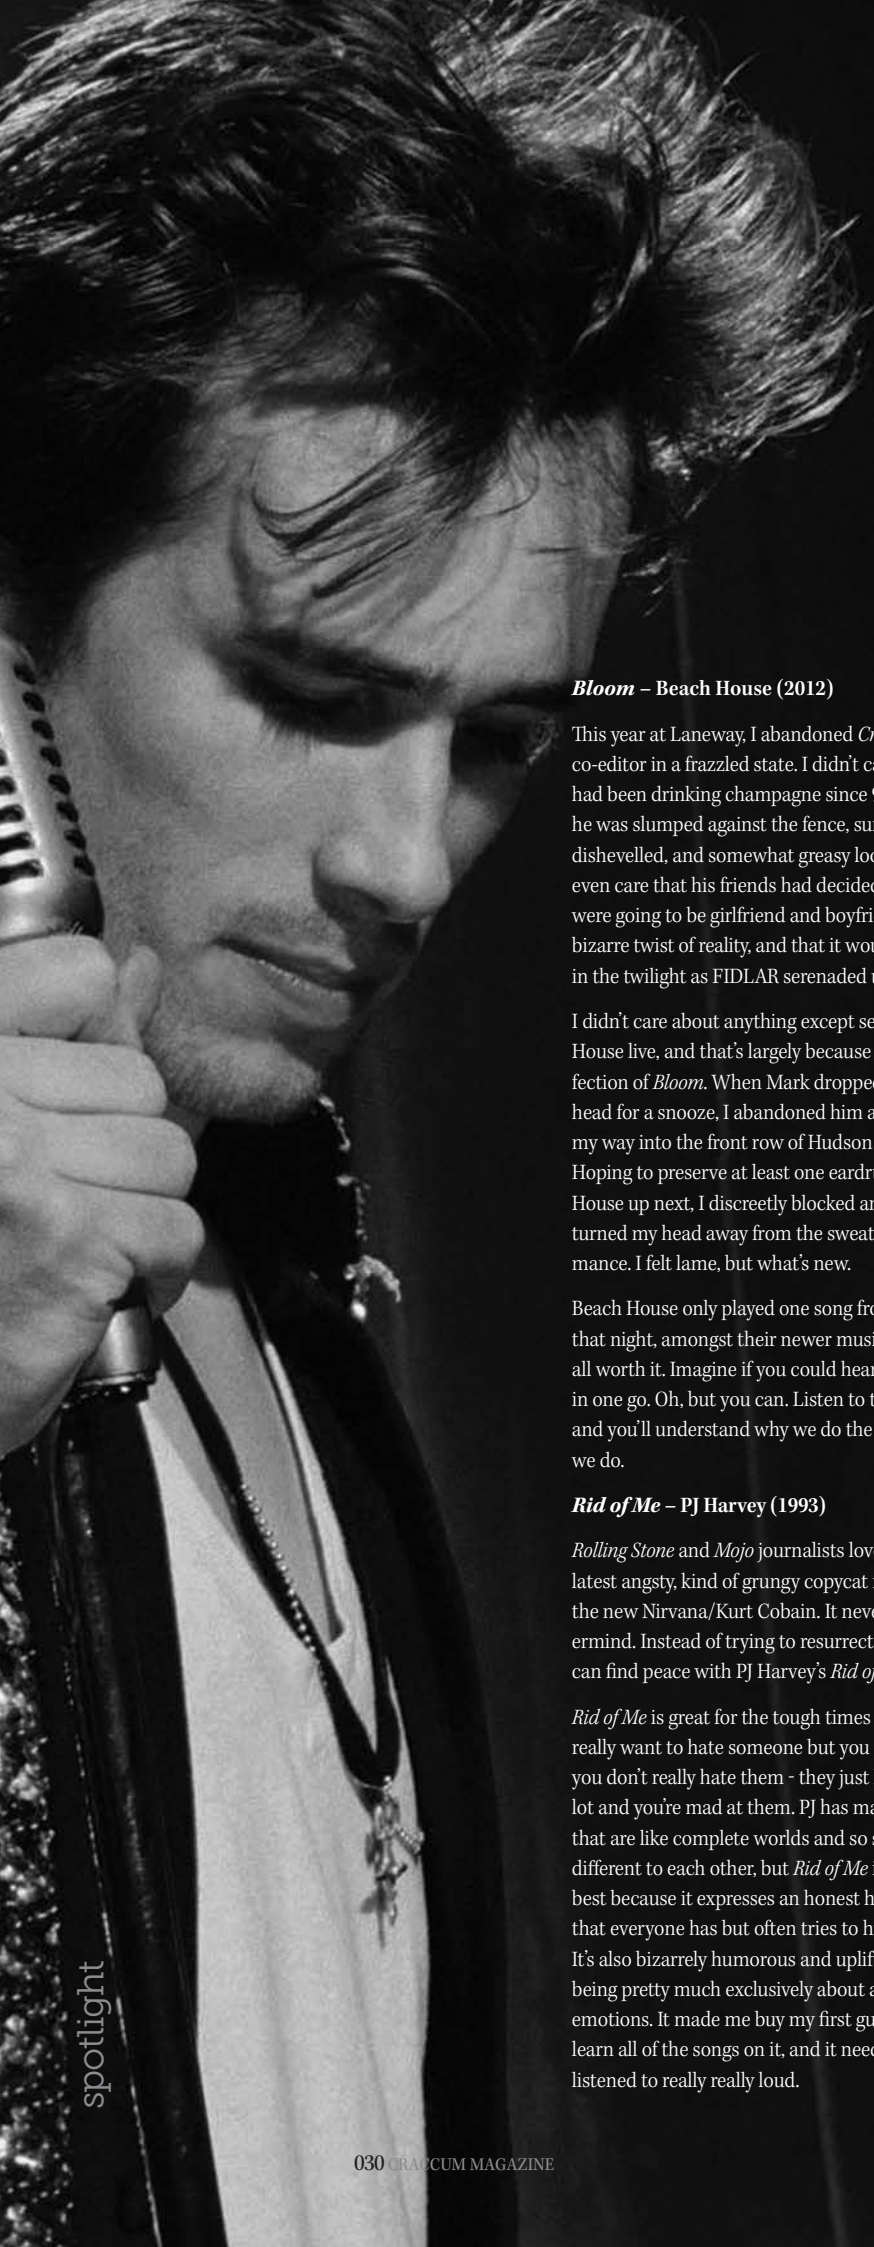 Bloom – Beach House (2012)
This year at Laneway, I abandoned
co-editor in a frazzled state. I didn’t
had been drinking champagne since
he was slumped against the fence,
dishevelled, and somewhat greasy
even care that his friends had decided
were going to be girlfriend and
bizarre twist of reality, and that it
in the twilight as FIDLAR serenaded
I didn’t care about anything except
House live, and that’s largely because
fection of Bloom. When Mark dropped
head for a snooze, I abandoned him
my way into the front row of Hudson
Hoping to preserve at least one
House up next, I discreetly blocked
turned my head away from the
mance. I felt lame, but what’s new.
Beach House only played one song
that night, amongst their newer
all worth it. Imagine if you could hear
in one go. Oh, but you can. Listen to
and you’ll understand why we do the
we do.
Rid of Me – PJ Harvey (1993)
Rolling Stone and Mojo journalists
latest angsty, kind of grungy copycat
the new Nirvana/Kurt Cobain. It
ermind. Instead of trying to resurrect
can find peace with PJ Harvey’s Rid
Rid of Me is great for the tough times
really want to hate someone but you
you don’t really hate them - they just
lot and you’re mad at them. PJ has
that are like complete worlds and so
different to each other, but Rid of Me
best because it expresses an honest
that everyone has but often tries to
It’s also bizarrely humorous and
being pretty much exclusively about
emotions. It made me buy my first
learn all of the songs on it, and it
listened to really really loud.
spotlight
030 CRACCUM MAGAZINE